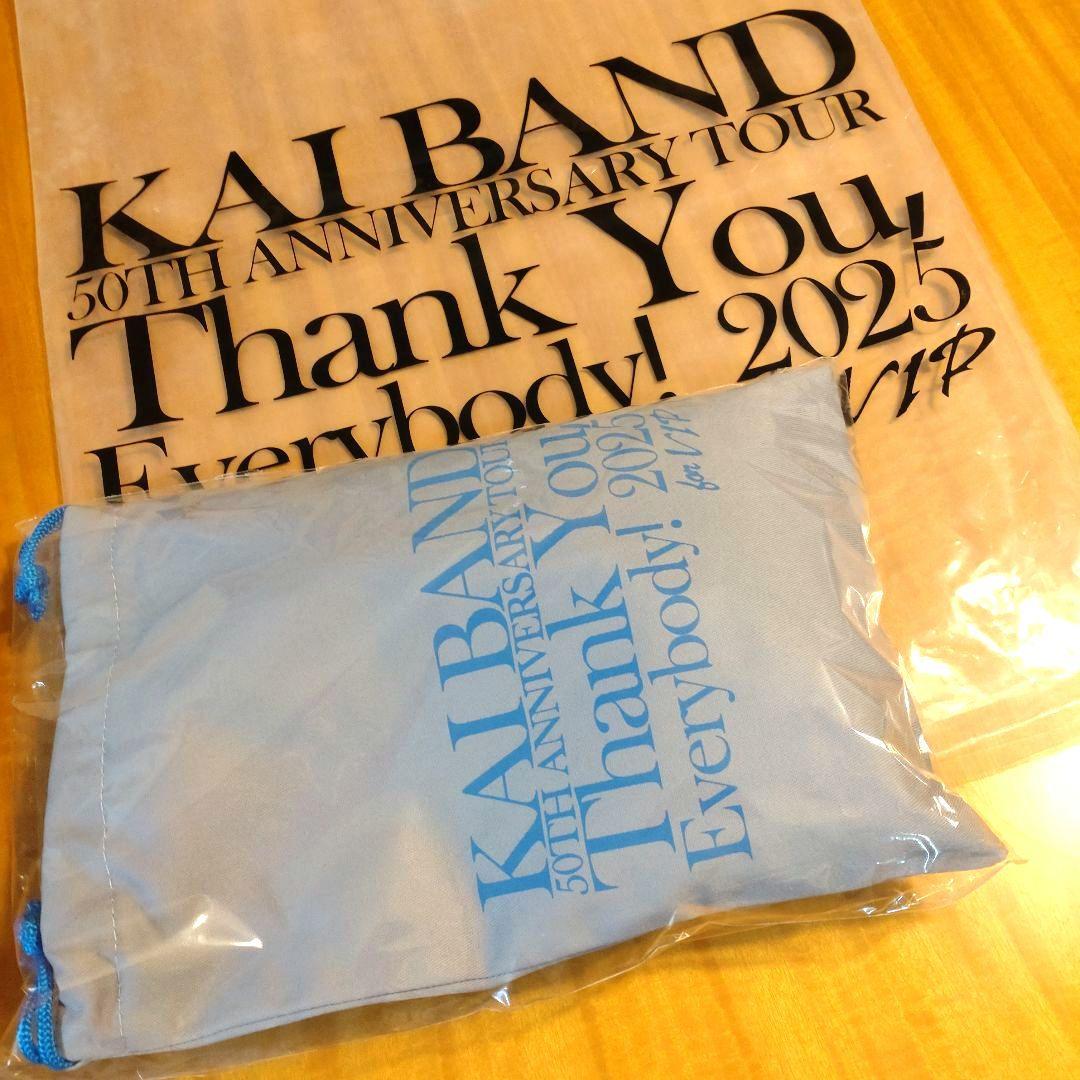 KAI BAND
50TH ANNIVERSARY TOUR
Thank You,
Everybody! 2025
VIP
KAI BAND
50TH ANNIVERSARY TOUR
Thank You,
Everybody! 2025
for VIP